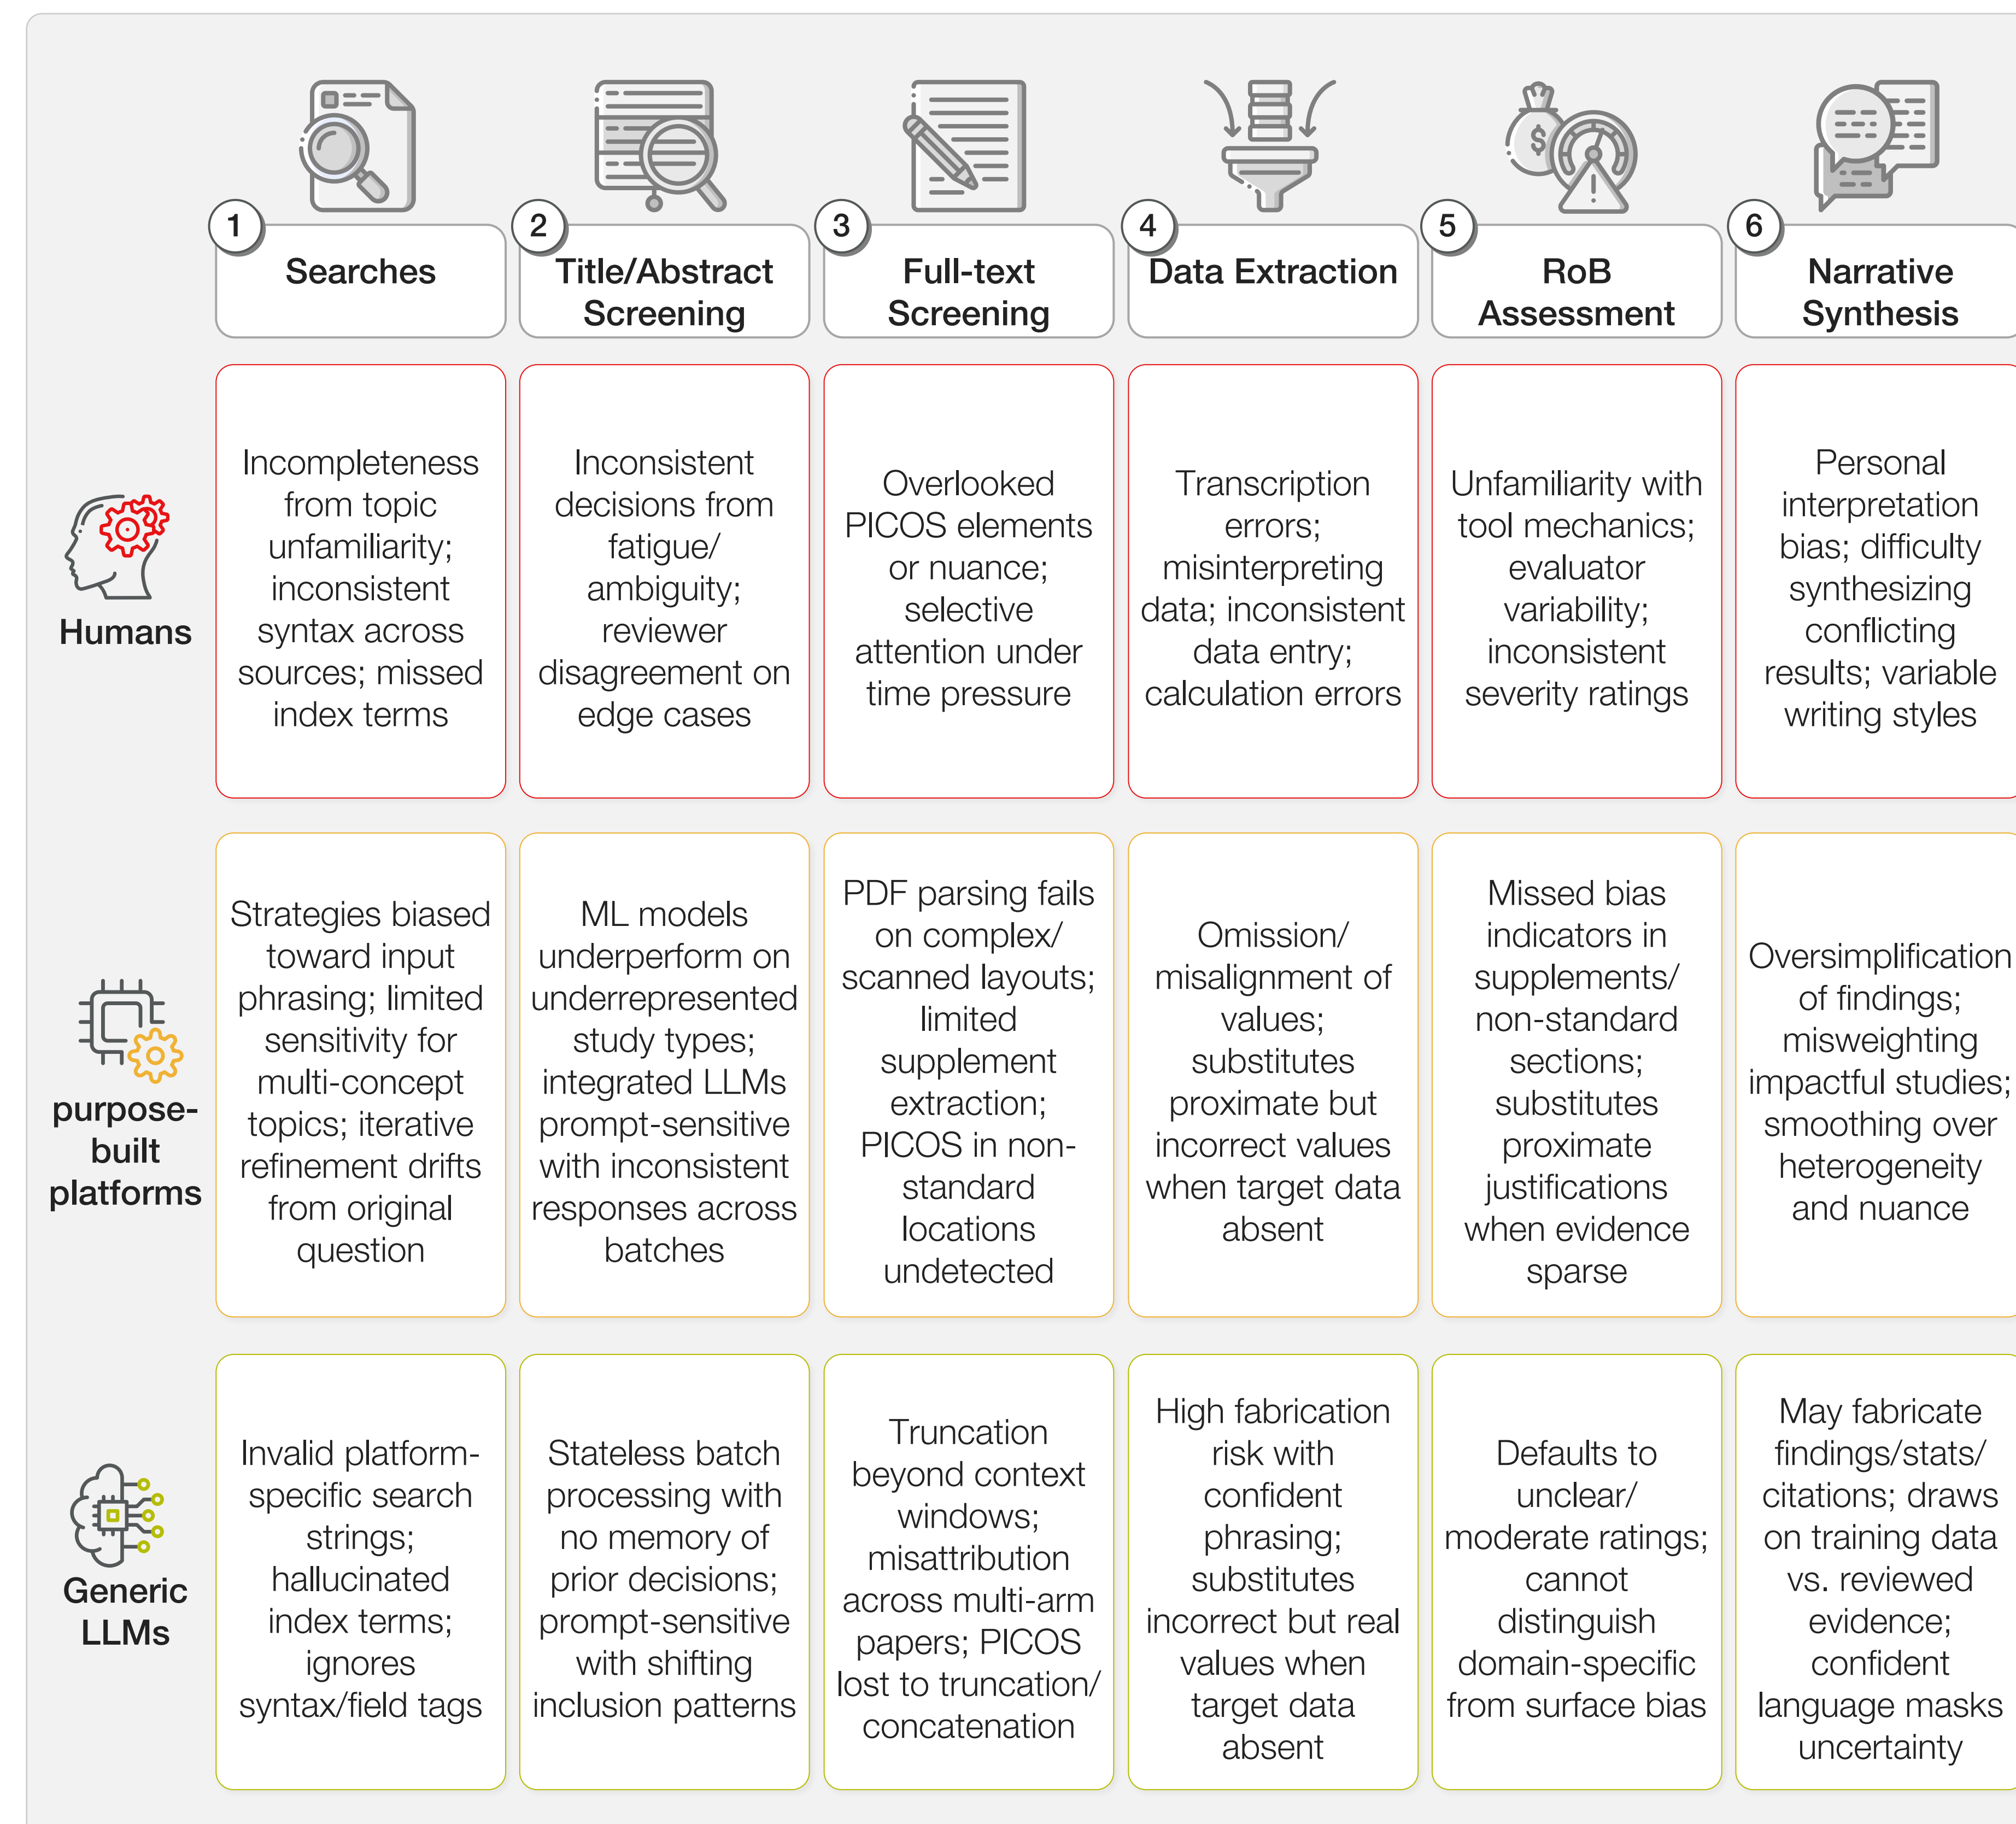 1
Searches
2
Title/Abstract
Screening
3
Full-text
Screening
4
Data Extraction
5
RoB
Assessment
6
Narrative
Synthesis
Humans
Incompleteness
from topic
unfamiliarity;
inconsistent
syntax across
sources; missed
index terms
Inconsistent
decisions from
fatigue/
ambiguity;
reviewer
disagreement on
edge cases
Overlooked
PICOS elements
or nuance;
selective
attention under
time pressure
Transcription
errors;
misinterpreting
data; inconsistent
data entry;
calculation errors
Unfamiliarity with
tool mechanics;
evaluator
variability;
inconsistent
severity ratings
Personal
interpretation
bias; difficulty
synthesizing
conflicting
results; variable
writing styles
purpose-
built
platforms
Strategies biased
toward input
phrasing; limited
sensitivity for
multi-concept
topics; iterative
refinement drifts
from original
question
ML models
underperform on
underrepresented
study types;
integrated LLMs
prompt-sensitive
with inconsistent
responses across
batches
PDF parsing fails
on complex/
scanned layouts;
limited
supplement
extraction;
PICOS in non-
standard
locations
undetected
Omission/
misalignment of
values;
substitutes
proximate but
incorrect values
when target data
absent
Missed bias
indicators in
supplements/
non-standard
sections;
substitutes
proximate
justifications
when evidence
sparse
Oversimplification
of findings;
misweighting
impactful studies;
smoothing over
heterogeneity
and nuance
Generic
LLMs
Invalid platform-
specific search
strings;
hallucinated
index terms;
ignores
syntax/field tags
Stateless batch
processing with
no memory of
prior decisions;
prompt-sensitive
with shifting
inclusion patterns
Truncation
beyond context
windows;
misattribution
across multi-arm
papers; PICOS
lost to truncation/
concatenation
High fabrication
risk with
confident
phrasing;
substitutes
incorrect but real
values when
target data
absent
Defaults to
unclear/
moderate ratings;
cannot
distinguish
domain-specific
from surface bias
May fabricate
findings/stats/
citations; draws
on training data
vs. reviewed
evidence;
confident
language masks
uncertainty